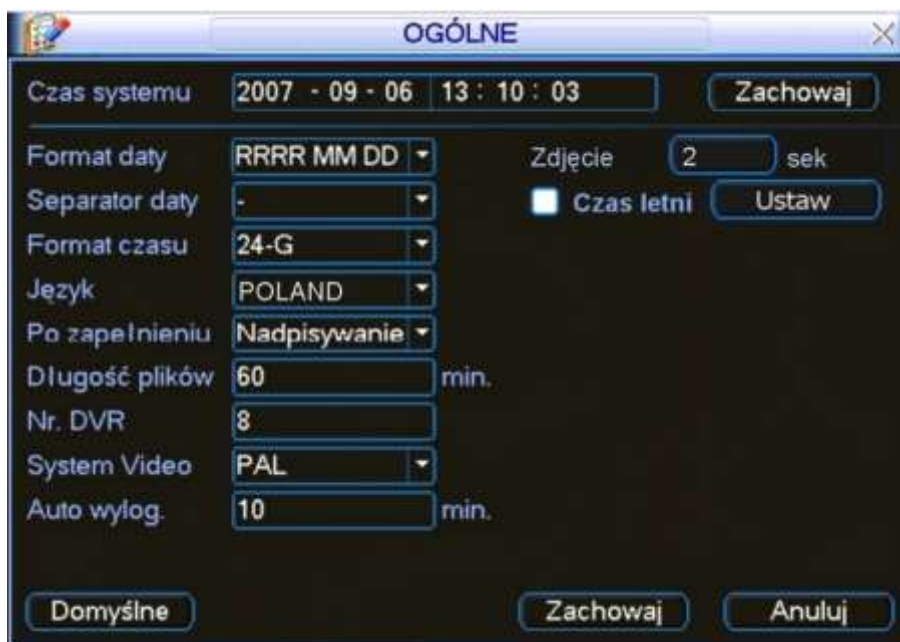 OGÓLNE
Czas systemu 2007 - 09 - 06 13 : 10 : 03 Zachowaj
Format daty RRRR MM DD Zdjęcie 2 sek
Separator daty - Czas letni Ustaw
Format czasu 24-G
Język POLAND
Po zapełnieniu Nadpisywanie
Długość plików 60 min.
Nr. DVR 8
System Video PAL
Auto wylog. 10 min.
Domyślne Zachowaj Anuluj